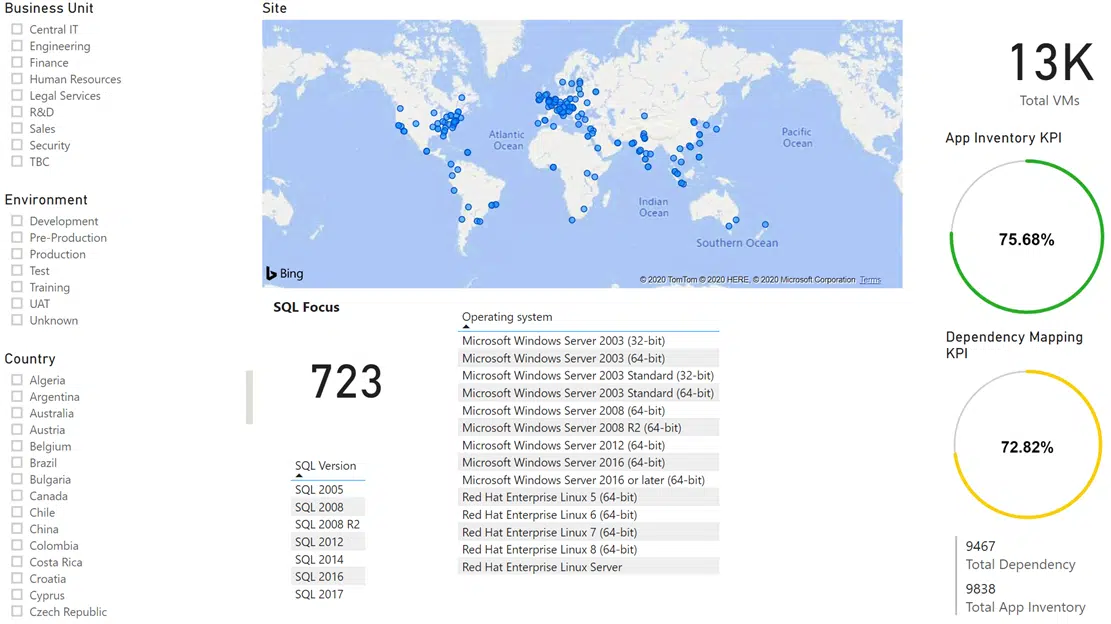 Business Unit
Central IT
Engineering
Finance
Human Resources
Legal Services
R&D
Sales
Security
TBC
Environment
Development
Pre-Production
Production
Test
Training
UAT
Unknown
Country
Algeria
Argentina
Australia
Austria
Belgium
Brazil
Bulgaria
Canada
Chile
China
Colombia
Costa Rica
Croatia
Cyprus
Czech Republic
Site
Atlantic
Ocean
Pacific
Ocean
Indian
Ocean
Southern Ocean
Bing
© 2020 TomTom © 2020 HERE, © 2020 Microsoft Corporation Terms
SQL Focus
723
SQL Version
SQL 2005
SQL 2008
SQL 2008 R2
SQL 2012
SQL 2014
SQL 2016
SQL 2017
Operating system
Microsoft Windows Server 2003 (32-bit)
Microsoft Windows Server 2003 (64-bit)
Microsoft Windows Server 2003 Standard (32-bit)
Microsoft Windows Server 2003 Standard (64-bit)
Microsoft Windows Server 2008 (64-bit)
Microsoft Windows Server 2008 R2 (64-bit)
Microsoft Windows Server 2012 (64-bit)
Microsoft Windows Server 2016 (64-bit)
Microsoft Windows Server 2016 or later (64-bit)
Red Hat Enterprise Linux 5 (64-bit)
Red Hat Enterprise Linux 6 (64-bit)
Red Hat Enterprise Linux 7 (64-bit)
Red Hat Enterprise Linux 8 (64-bit)
Red Hat Enterprise Linux Server
13K
Total VMs
App Inventory KPI
75.68%
Dependency Mapping
KPI
72.82%
9467
Total Dependency
9838
Total App Inventory